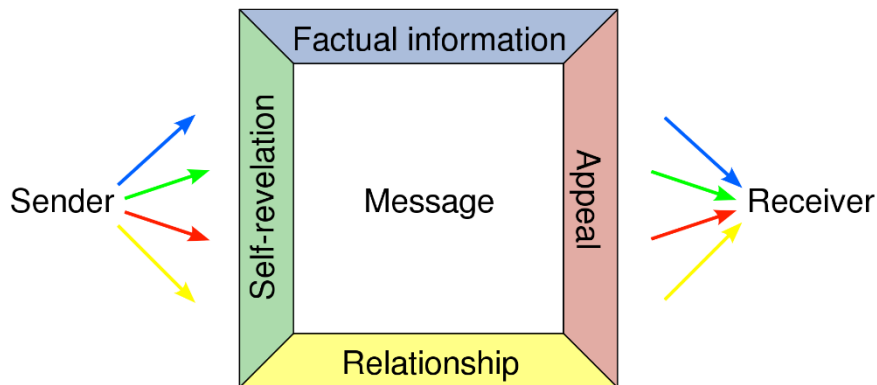 Factual information
Sender
Self-revelation
Message
Appeal
Receiver
Relationship